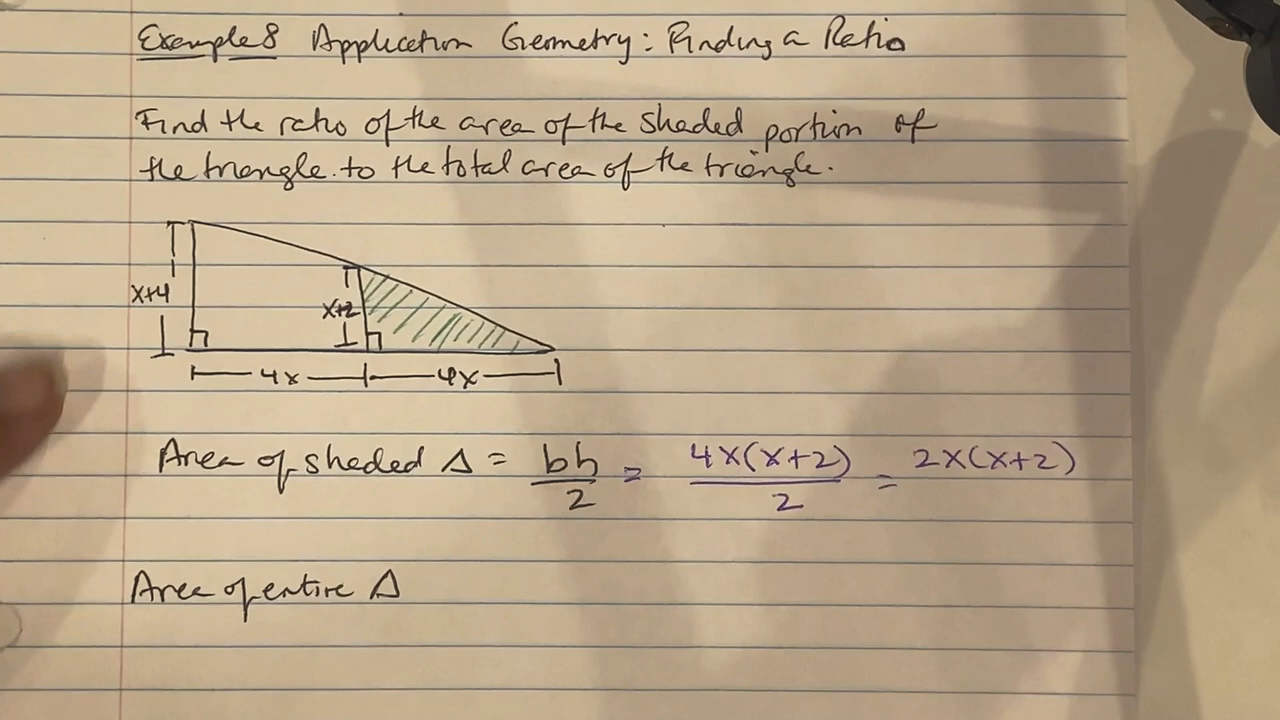 Example 8 Application Geometry: Finding a Ratio
Find the ratio of the area of the shaded portion of
the triangle to the total area of the triangle.
x+4
x+2
4x 4x
Area of shaded Δ = bh/2 = 4x(x+2)/2 = 2x(x+2)
Area of entire Δ